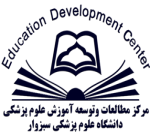 Education Development Center
مرکز مطالعات وتوسعه آموزش علوم پزشکی
دانشگاه علوم پزشکی سبزوار